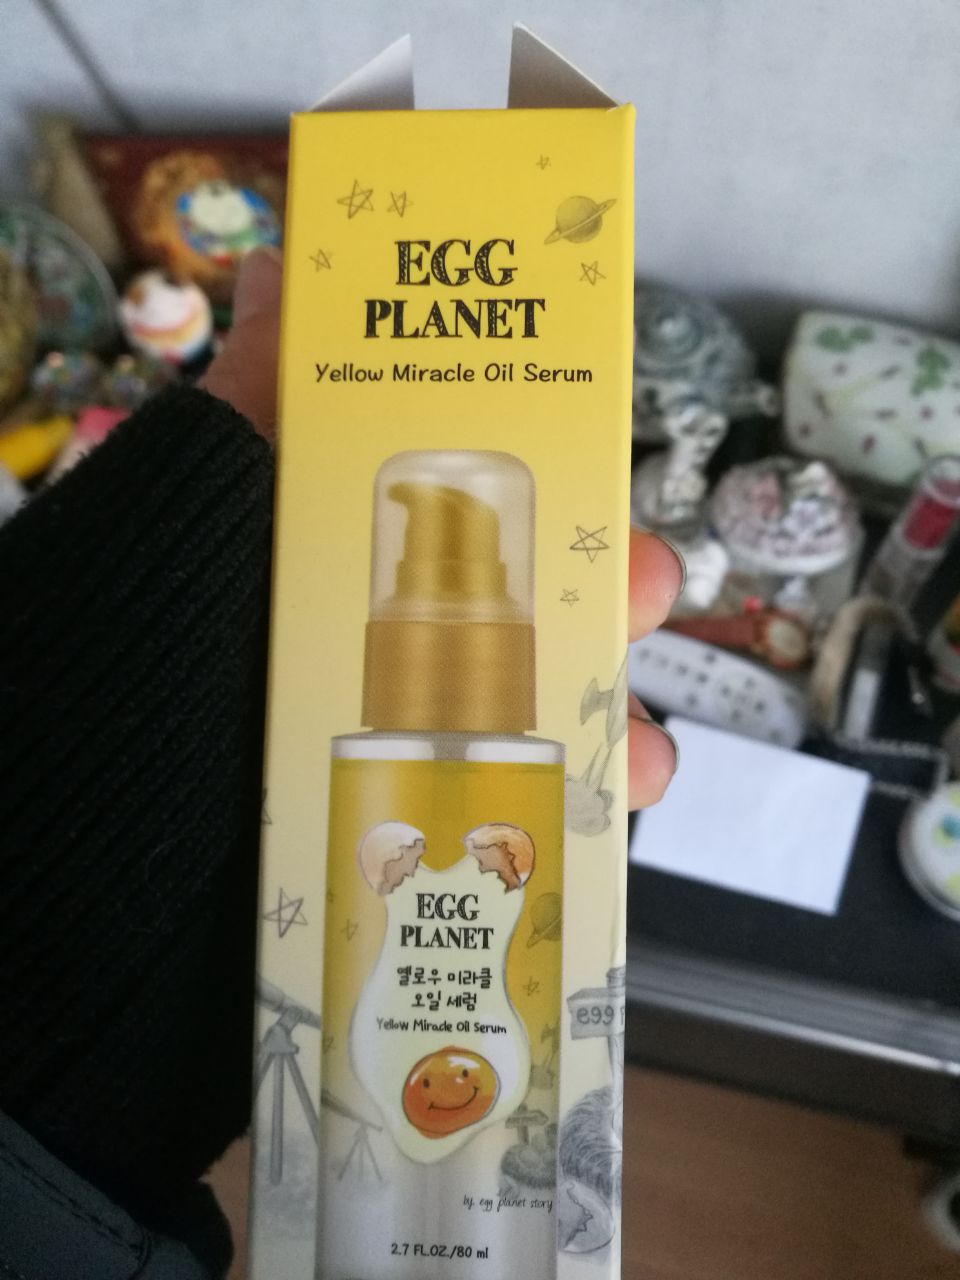 EGG
PLANET
Yellow Miracle Oil Serum
EGG
PLANET
옐로우 미라클
오일 세럼
Yellow Miracle Oil Serum
egg
by. egg planet story
2.7 FL.OZ./80 ml